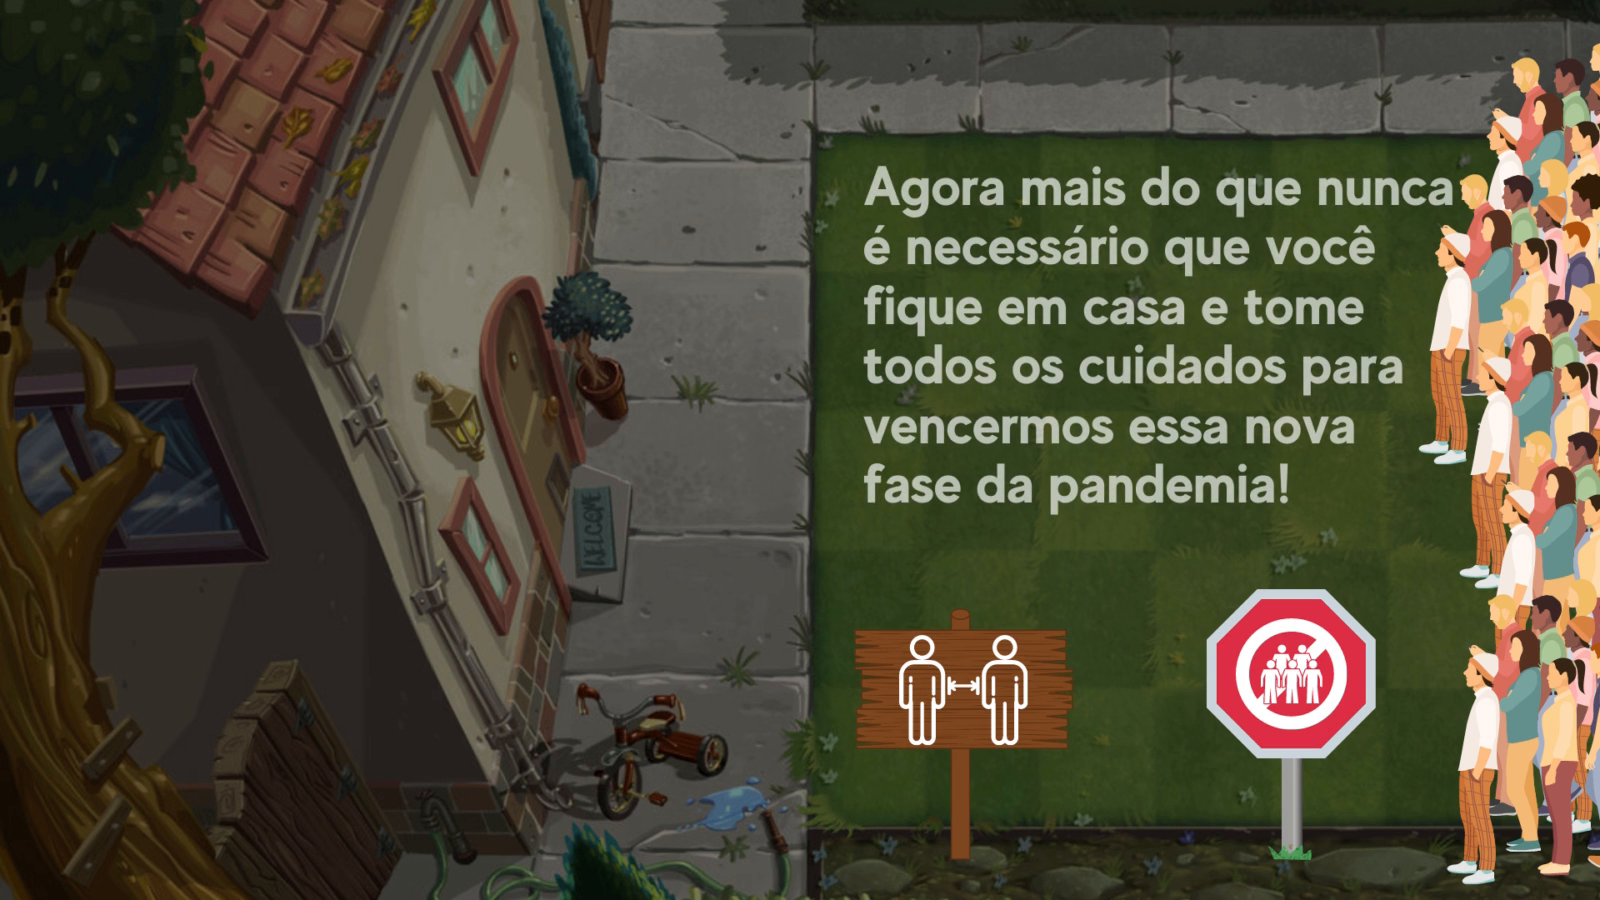 Agora mais do que nunca
é necessário que você
fique em casa e tome
todos os cuidados para
vencermos essa nova
fase da pandemia!
WELCOME